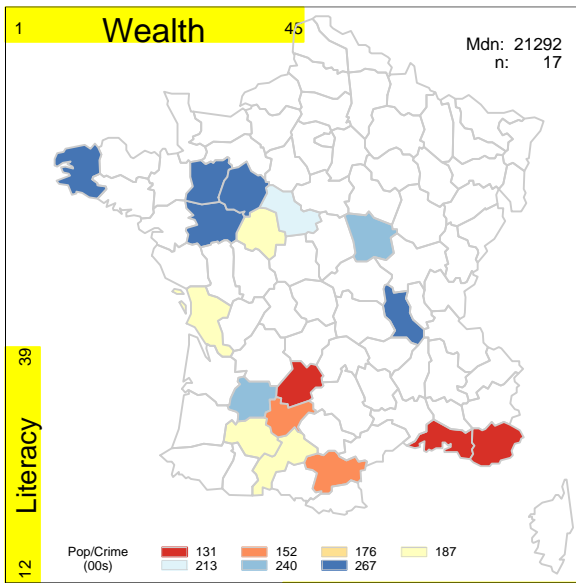 1 Wealth 45
Mdn: 21292
n: 17
39
Literacy
12
Pop/Crime 131 152 176 187
(00s) 213 240 267